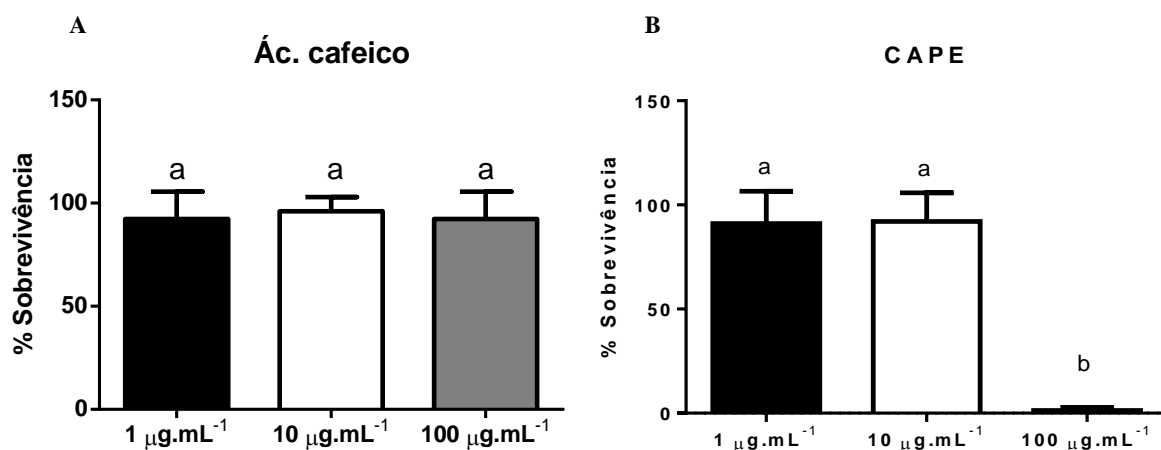 A
Ác. cafeico
% Sobrevivência
150
100
50
0
a
a
a
1 µg.mL⁻¹
10 µg.mL⁻¹
100 µg.mL⁻¹
B
CAPE
% Sobrevivência
150
100
50
0
a
a
b
1 µg.mL⁻¹
10 µg.mL⁻¹
100 µg.mL⁻¹